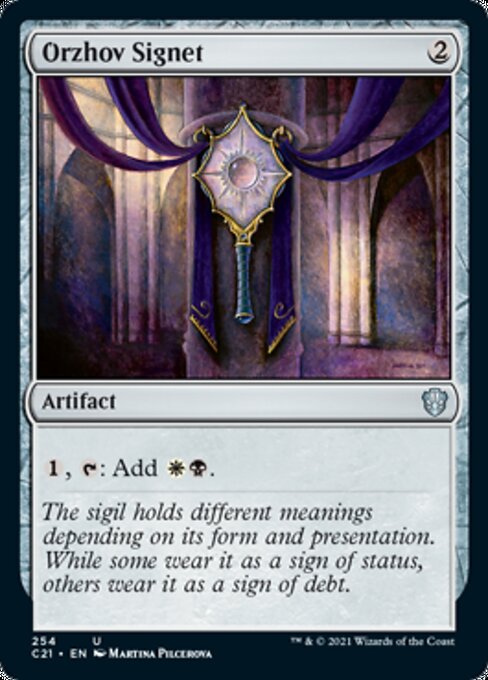 Orzhov Signet 2
Artifact
1, T: Add WB.
The sigil holds different meanings
depending on its form and presentation.
While some wear it as a sign of status,
others wear it as a sign of debt.
254 U
C21 • EN Martina Pilcerova
™ & © 2021 Wizards of the Coast